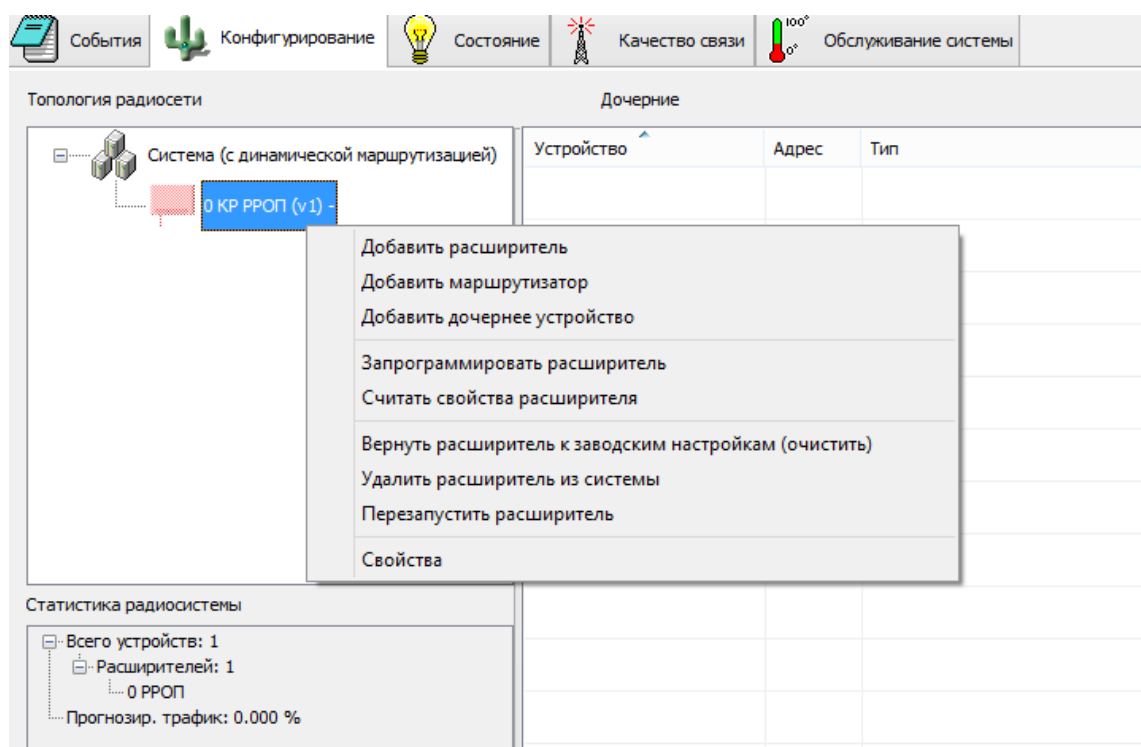 События Конфигурирование Состояние Качество связи 100° 0° Обслуживание системы
Топология радиосети Дочерние
Система (с динамической маршрутизацией) Устройство Адрес Тип
0 КР РРОП (v1) -
Добавить расширитель
Добавить маршрутизатор
Добавить дочернее устройство
Запрограммировать расширитель
Считать свойства расширителя
Вернуть расширитель к заводским настройкам (очистить)
Удалить расширитель из системы
Перезапустить расширитель
Свойства
Статистика радиосистемы
Всего устройств: 1
Расширителей: 1
0 РРОП
Прогнозир. трафик: 0.000 %